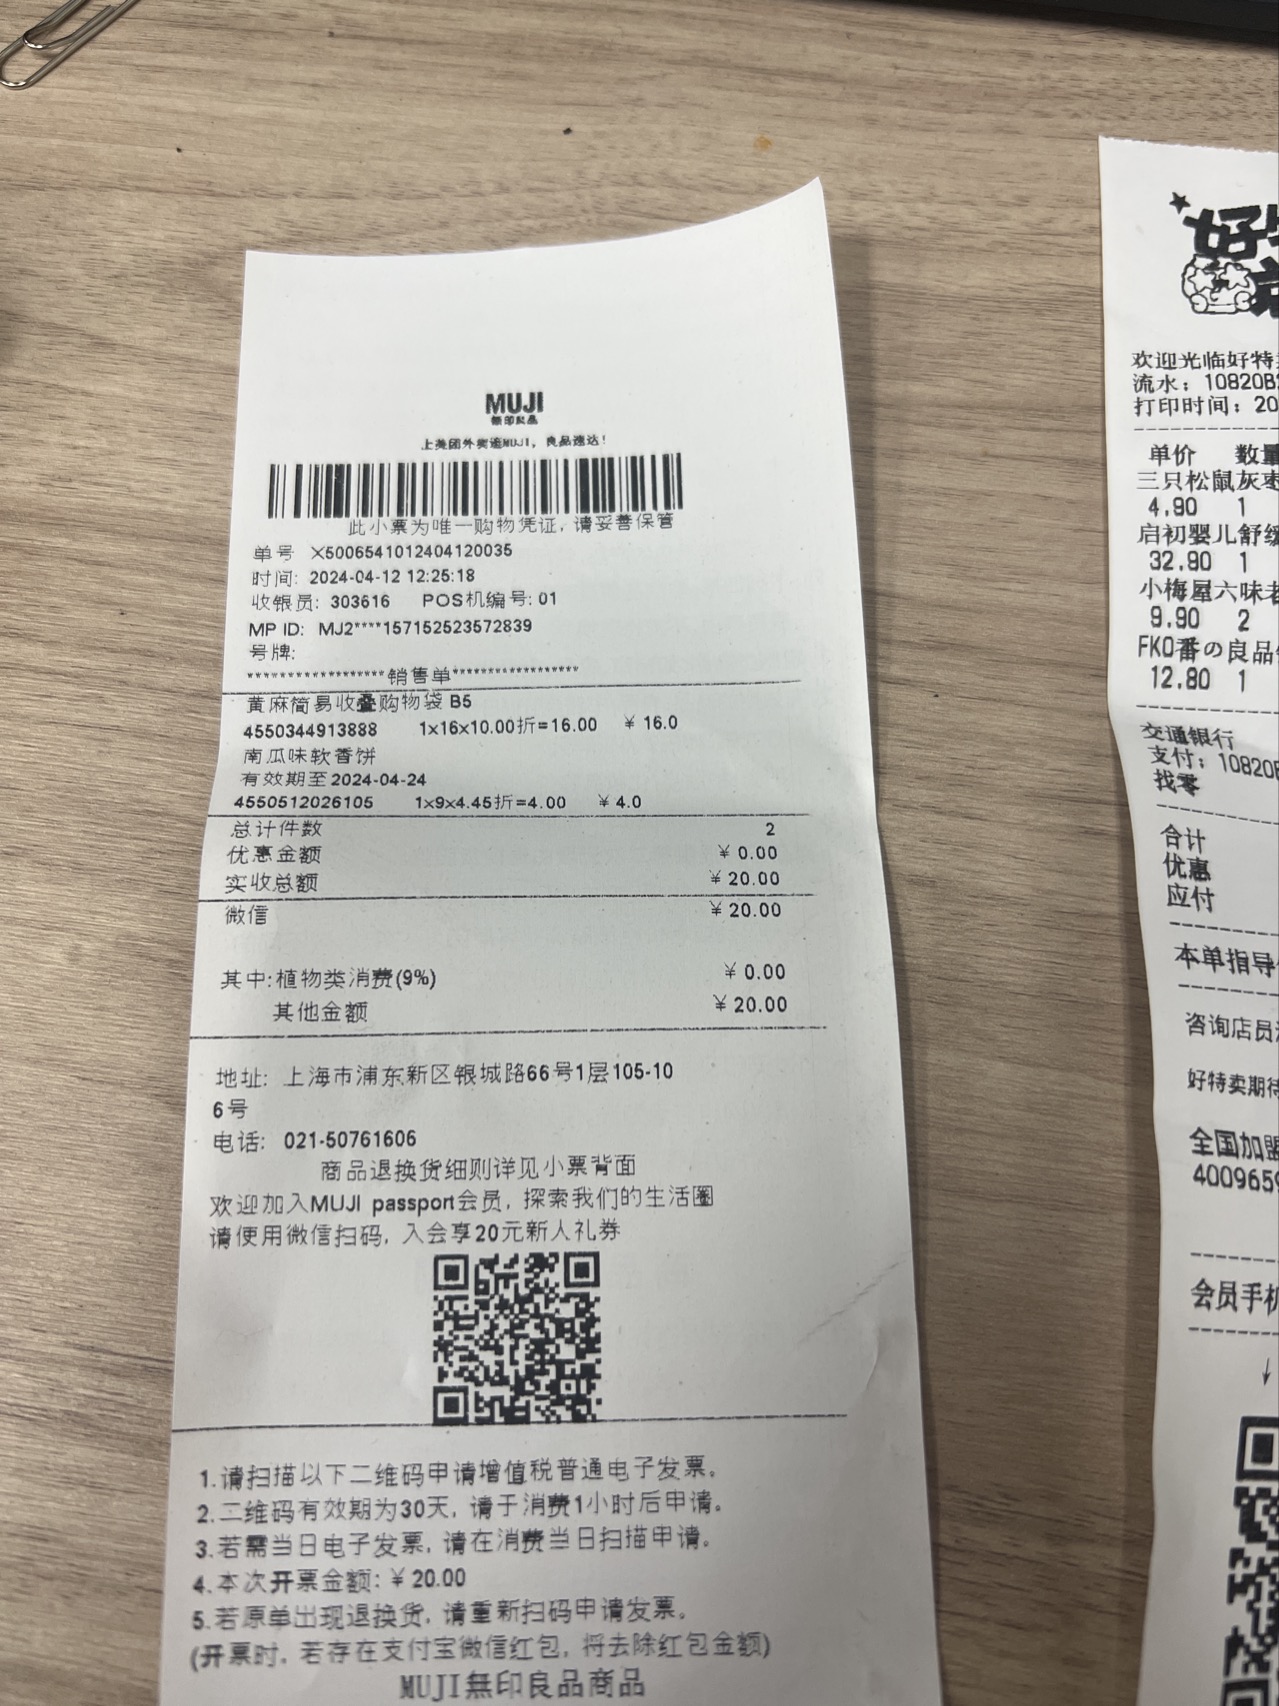 MUJI
無印良品
上美团外卖逛MUJI，良品速达！
此小票为唯一购物凭证，请妥善保管
单号 X5006541012404120035
时间: 2024-04-12 12:25:18
收银员: 303616 POS机编号: 01
MP ID: MJ2****157152523572839
号牌:
******************销售单******************
黄麻简易收叠购物袋 B5
4550344913888 1x16x10.00折=16.00 ¥ 16.0
南瓜味软香饼
有效期至 2024-04-24
4550512026105 1x9x4.45折=4.00 ¥ 4.0
总计件数 2
优惠金额 ¥ 0.00
实收总额 ¥ 20.00
微信 ¥ 20.00
其中:植物类消费(9%) ¥ 0.00
其他金额 ¥ 20.00
地址: 上海市浦东新区银城路66号1层105-10
6号
电话: 021-50761606
商品退换货细则详见小票背面
欢迎加入MUJI passport会员, 探索我们的生活圈
请使用微信扫码, 入会享20元新人礼券
1.请扫描以下二维码申请增值税普通电子发票。
2.二维码有效期为30天, 请于消费1小时后申请。
3.若需当日电子发票, 请在消费当日扫描申请。
4.本次开票金额: ¥ 20.00
5.若原单出现退换货, 请重新扫码申请发票。
(开票时, 若存在支付宝微信红包, 将去除红包金额)
MUJI無印良品商品
好特
欢迎光临好特
流水: 10820B
打印时间: 20
单价 数量
三只松鼠灰枣
4.90 1
启初婴儿舒
32.90 1
小梅屋六味
9.90 2
FKO番の良品
12.80 1
交通银行
支付: 10820
找零
合计
优惠
应付
本单指导
咨询店员
好特卖期待
全国加盟
4009659
会员手机
↓